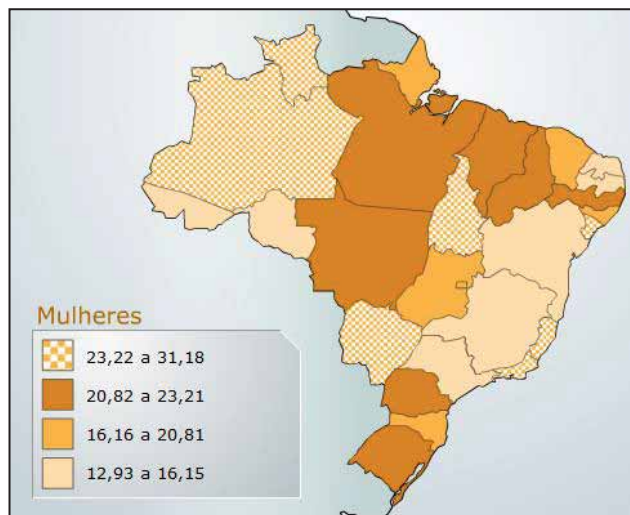 Mulheres
23,22 a 31,18
20,82 a 23,21
16,16 a 20,81
12,93 a 16,15